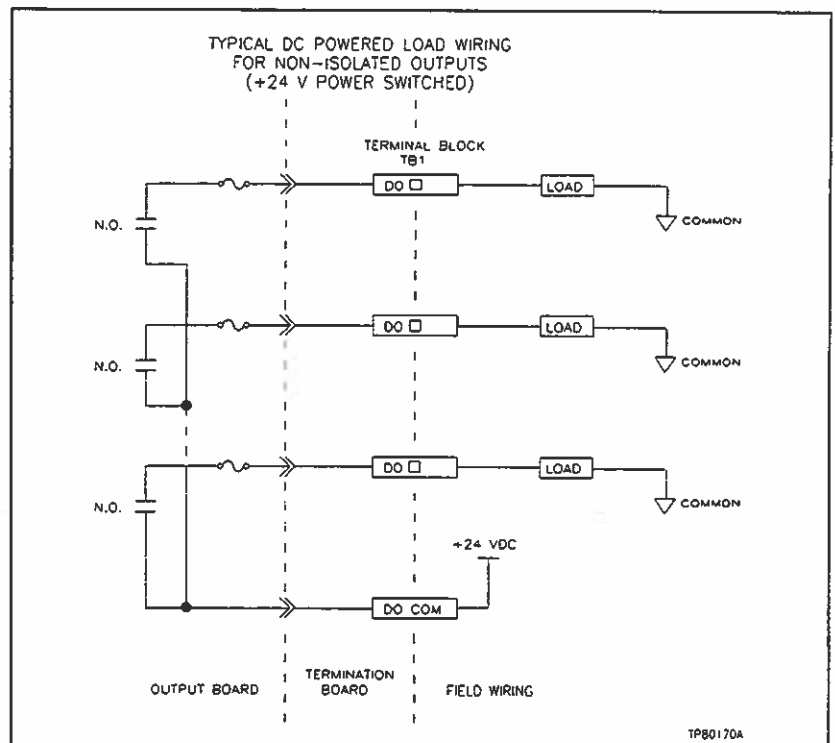 TYPICAL DC POWERED LOAD WIRING
FOR NON-ISOLATED OUTPUTS
(+24 V POWER SWITCHED)
TERMINAL BLOCK
TB1
DO
LOAD
N.O.
COMMON
DO
LOAD
N.O.
COMMON
DO
LOAD
N.O.
COMMON
+24 VDC
DO COM
OUTPUT BOARD
TERMINATION
BOARD
FIELD WIRING
TP80170A